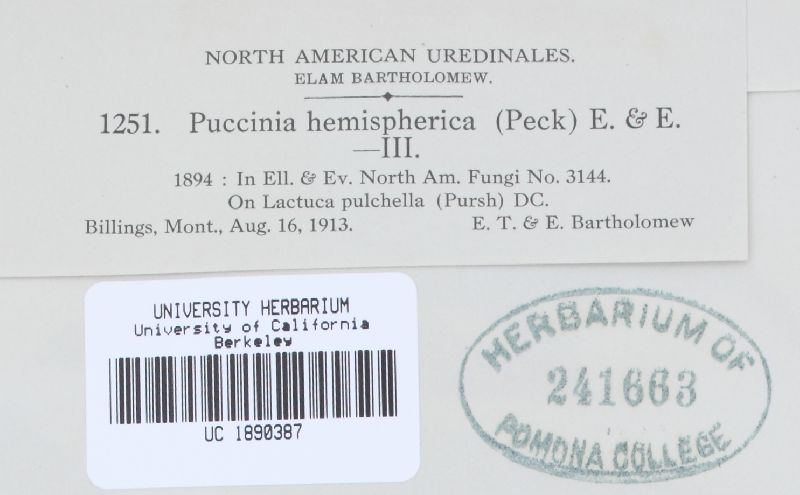 NORTH AMERICAN UREDINALES.
ELAM BARTHOLOMEW.
1251. Puccinia hemispherica (Peck) E. & E.
—III.
1894 : In Ell. & Ev. North Am. Fungi No. 3144.
On Lactuca pulchella (Pursh) DC.
Billings, Mont., Aug. 16, 1913. E. T. & E. Bartholomew
UNIVERSITY HERBARIUM
University of California
Berkeley
UC 1890387
HERBARIUM OF
241663
POMONA COLLEGE